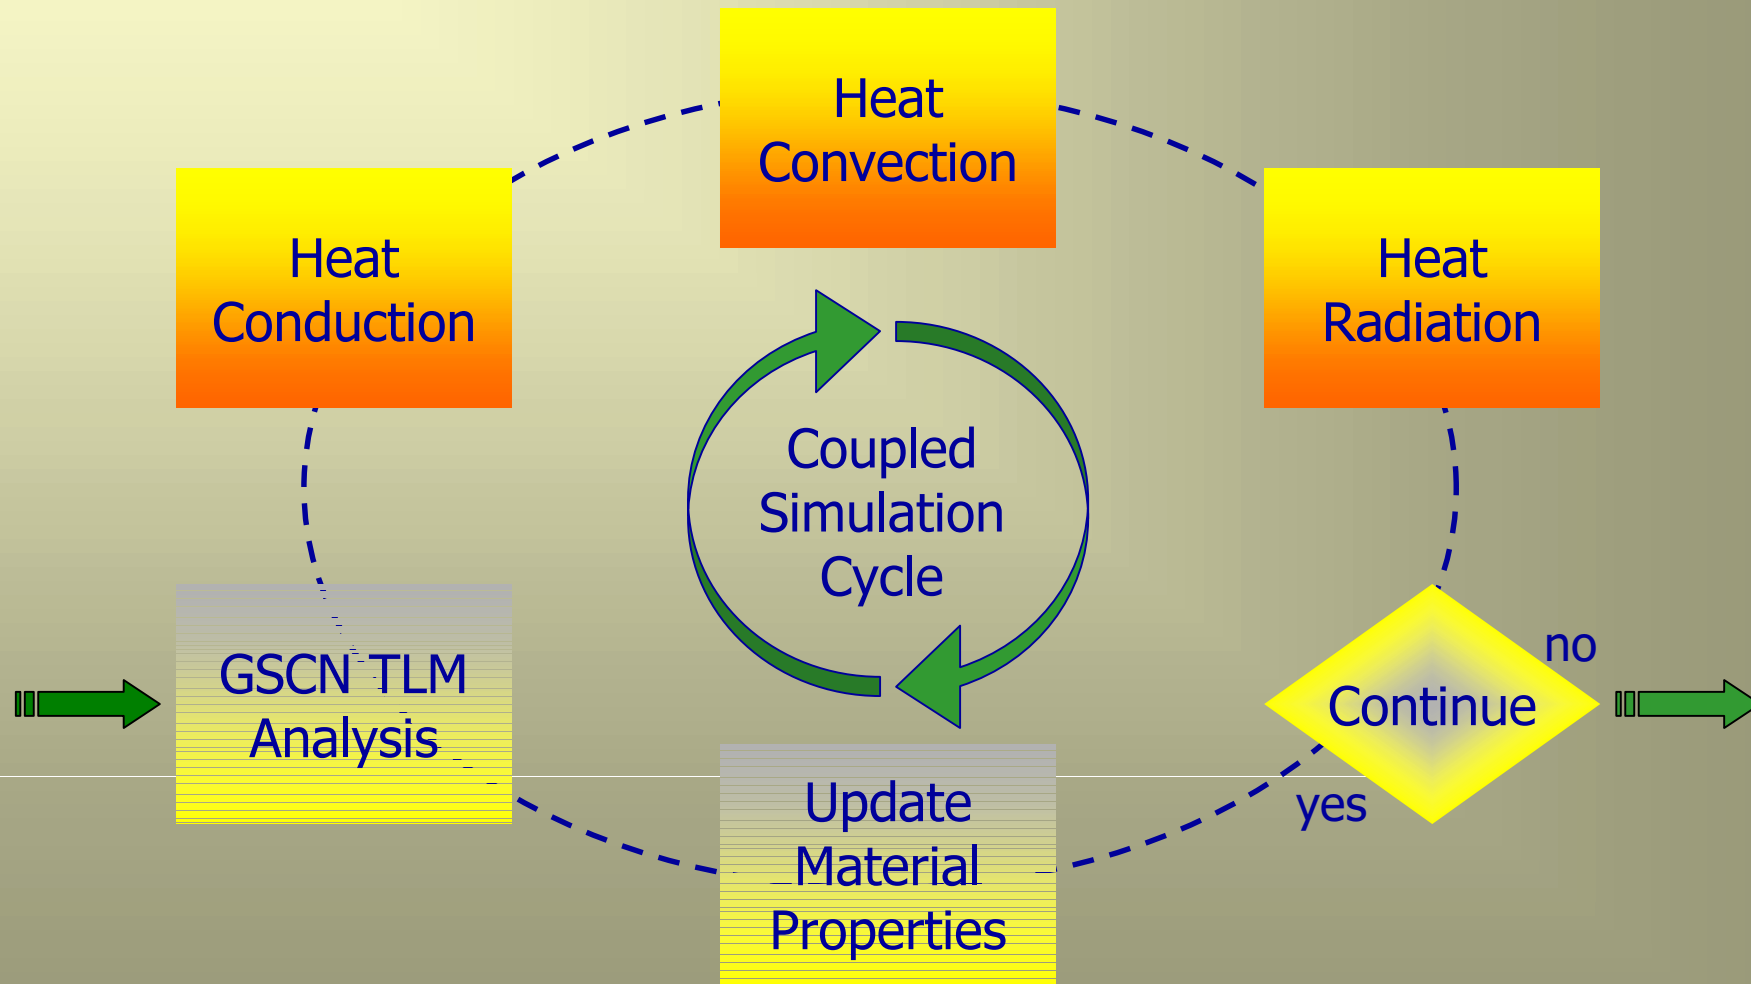 Heat
Convection
Heat
Conduction
Heat
Radiation
Coupled
Simulation
Cycle
GSCN TLM
Analysis
no
Continue
yes
Update
Material
Properties